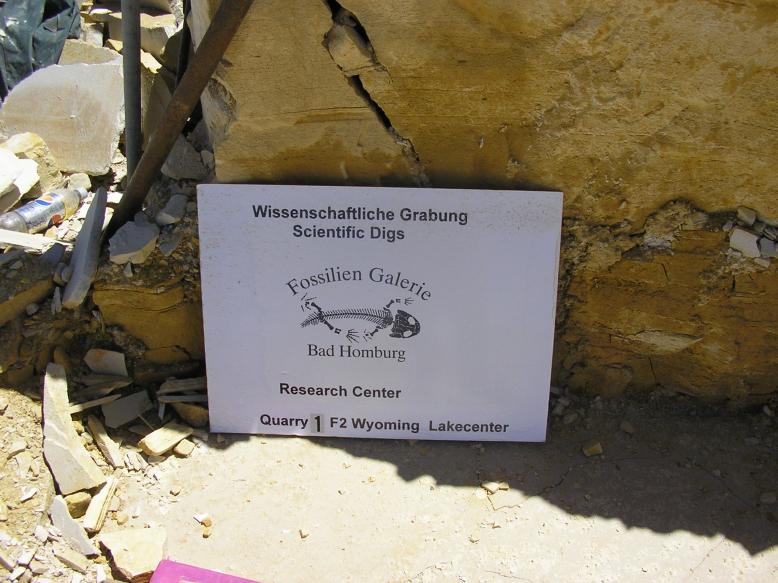 Wissenschaftliche Grabung
Scientific Digs
Fossilien Galerie
Bad Homburg
Research Center
Quarry 1 F2 Wyoming Lakecenter